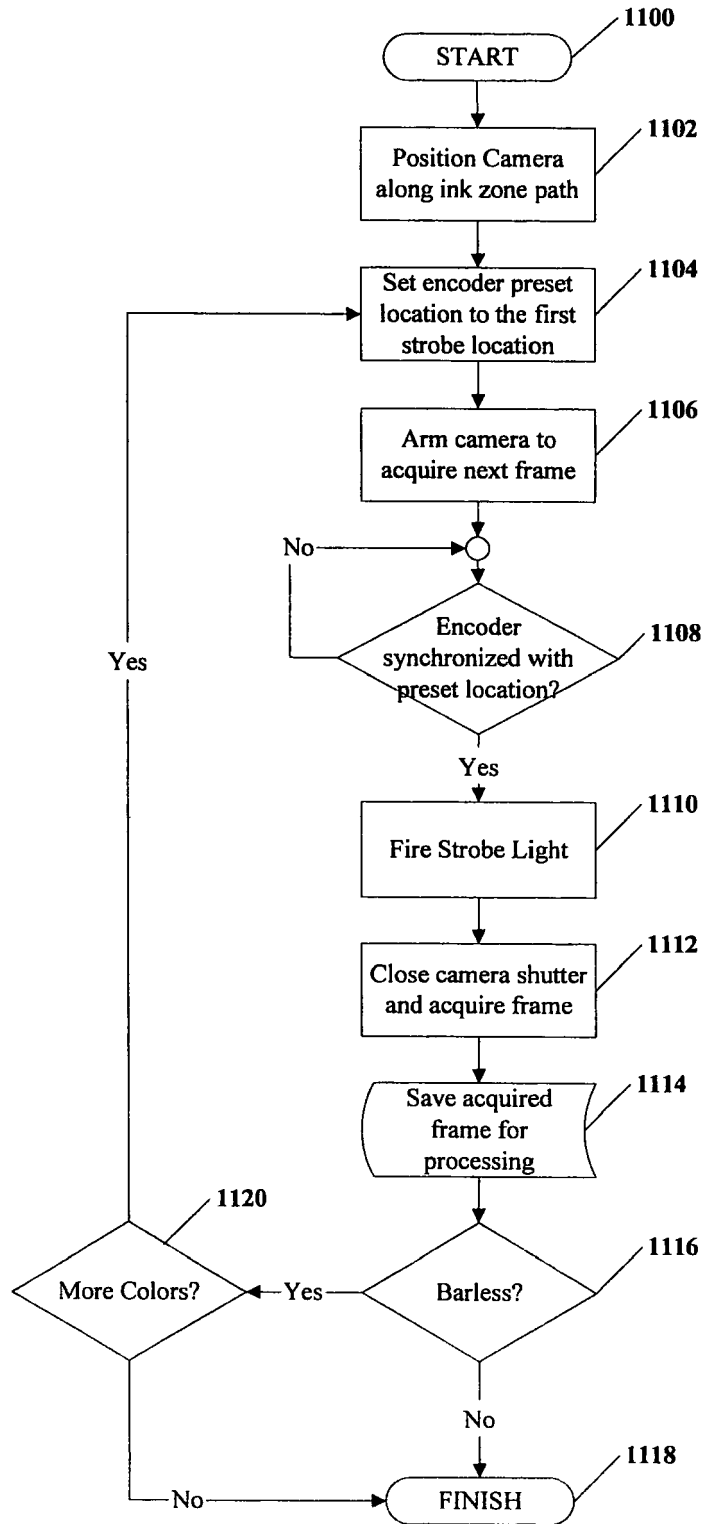 1100
START
1102
Position Camera
along ink zone path
1104
Set encoder preset
location to the first
strobe location
1106
Arm camera to
acquire next frame
No
Encoder
synchronized with
preset location?
1108
Yes
Yes
1110
Fire Strobe Light
1112
Close camera shutter
and acquire frame
1114
Save acquired
frame for
processing
1120
1116
More Colors?
Yes
Barless?
No
1118
No
FINISH